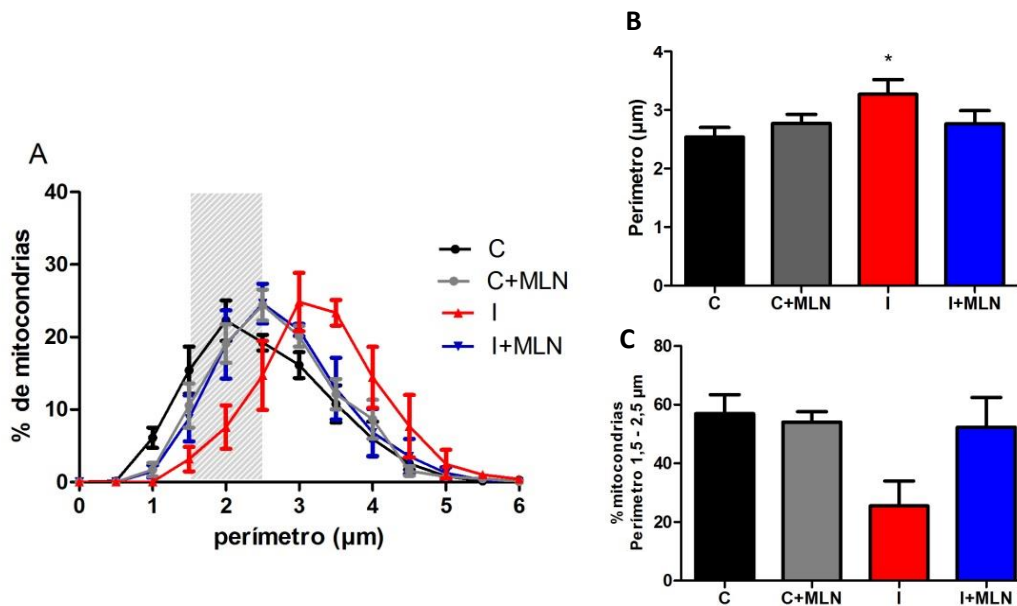 A
% de mitocondrias
40
30
20
10
0
0 1 2 3 4 5 6
perímetro (µm)
C
C+MLN
I
I+MLN
B
Perímetro (µm)
4
3
2
1
0
*
C C+MLN I I+MLN
C
%mitocondrias
Perímetro 1,5 - 2,5 µm
80
60
40
20
0
C C+MLN I I+MLN